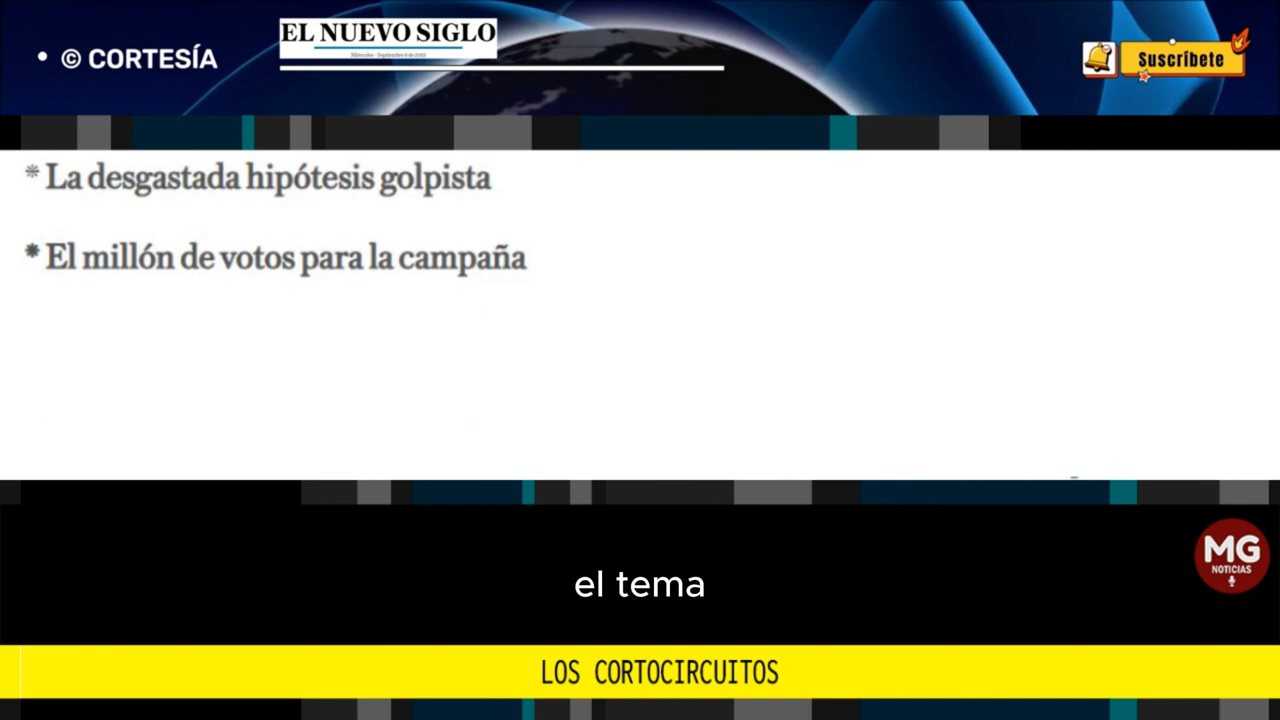 • © CORTESÍA
EL NUEVO SIGLO
Suscríbete
* La desgastada hipótesis golpista
* El millón de votos para la campaña
MG
NOTICIAS
el tema
LOS CORTOCIRCUITOS